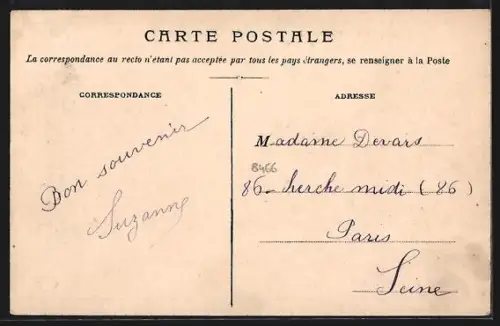 CARTE POSTALE
La correspondance au recto n'étant pas acceptée par tous les pays étrangers, se renseigner à la Poste
CORRESPONDANCE
Bon souvenir
Suzanne
ADRESSE
Madame Devars
8466
86 - cherche midi (86)
Paris
Seine